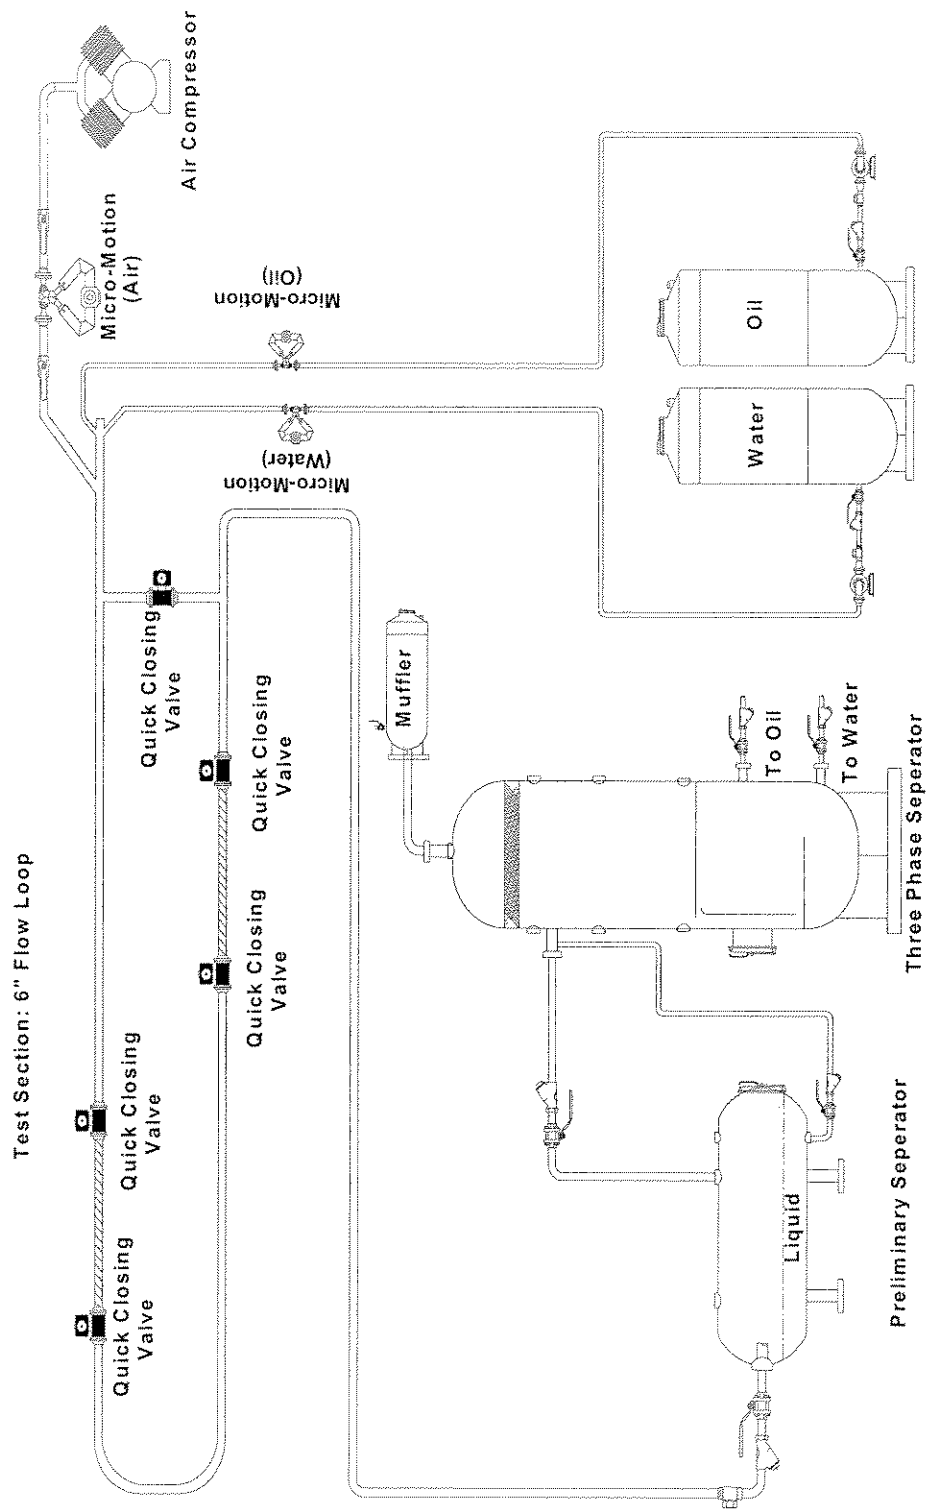 Test Section: 6" Flow Loop
Quick Closing
Valve
Quick Closing
Valve
Quick Closing
Valve
Quick Closing
Valve
Quick Closing
Valve
Micro-Motion
(Air)
Air Compressor
Micro-Motion
(Water)
Micro-Motion
(Oil)
Muffler
Water
Oil
To Oil
To Water
Liquid
Preliminary Seperator
Three Phase Seperator